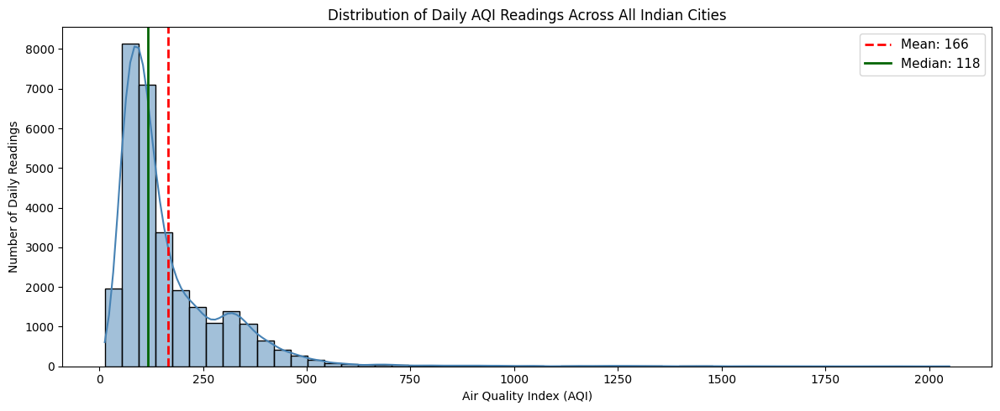 Distribution of Daily AQI Readings Across All Indian Cities
Mean: 166
Median: 118
Number of Daily Readings
8000
7000
6000
5000
4000
3000
2000
1000
0
0 250 500 750 1000 1250 1500 1750 2000
Air Quality Index (AQI)